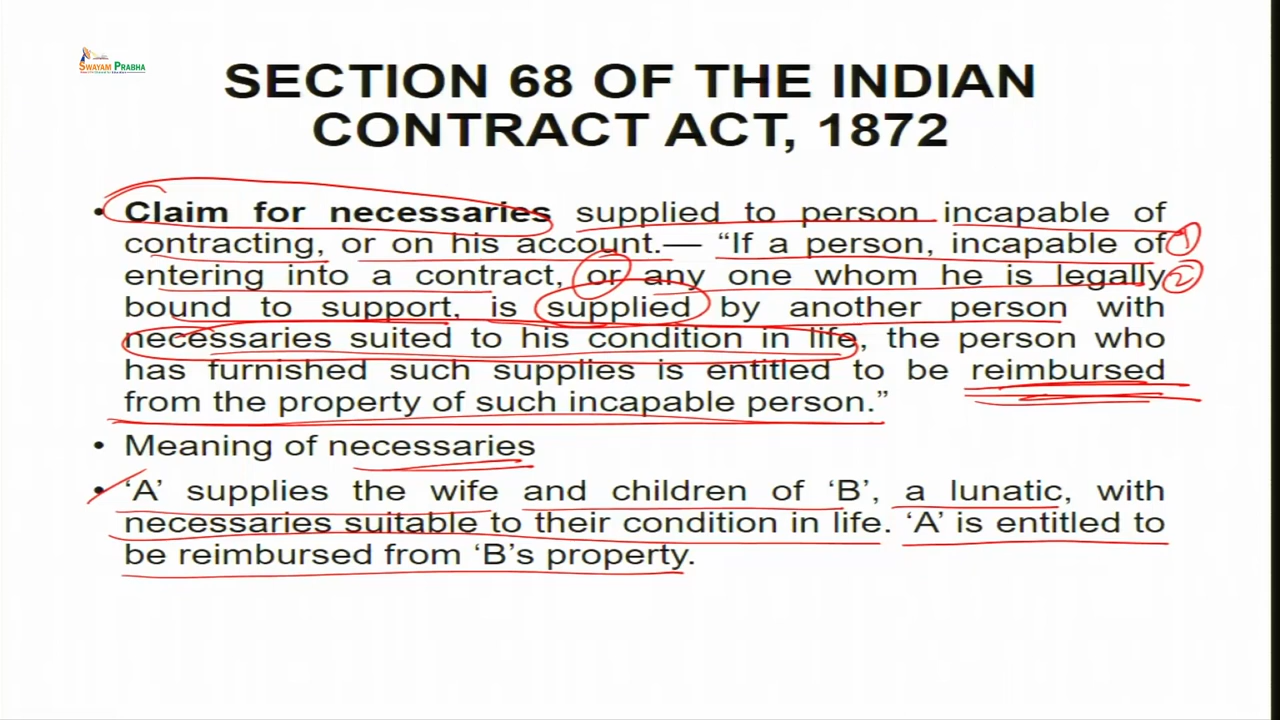 SWAYAM PRABHA
SECTION 68 OF THE INDIAN
CONTRACT ACT, 1872
• Claim for necessaries supplied to person incapable of
contracting, or on his account.— “If a person, incapable of ①
entering into a contract, or any one whom he is legally ②
bound to support, is supplied by another person with
necessaries suited to his condition in life, the person who
has furnished such supplies is entitled to be reimbursed
from the property of such incapable person.”
• Meaning of necessaries
• ‘A’ supplies the wife and children of ‘B’, a lunatic, with
necessaries suitable to their condition in life. ‘A’ is entitled to
be reimbursed from ‘B’s property.